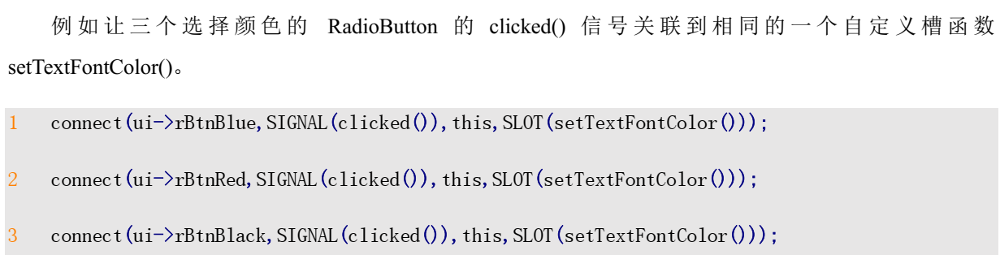 例如让三个选择颜色的 RadioButton 的 clicked() 信号关联到相同的一个自定义槽函数
setTextFontColor()。
1 connect(ui->rBtnBlue,SIGNAL(clicked()),this,SLOT(setTextFontColor()));
2 connect(ui->rBtnRed,SIGNAL(clicked()),this,SLOT(setTextFontColor()));
3 connect(ui->rBtnBlack,SIGNAL(clicked()),this,SLOT(setTextFontColor()));